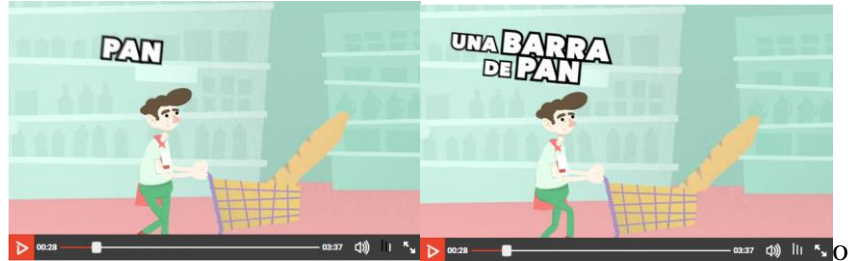 PAN
00:28
03:37
UNA BARRA
DE PAN
00:28
03:37
o